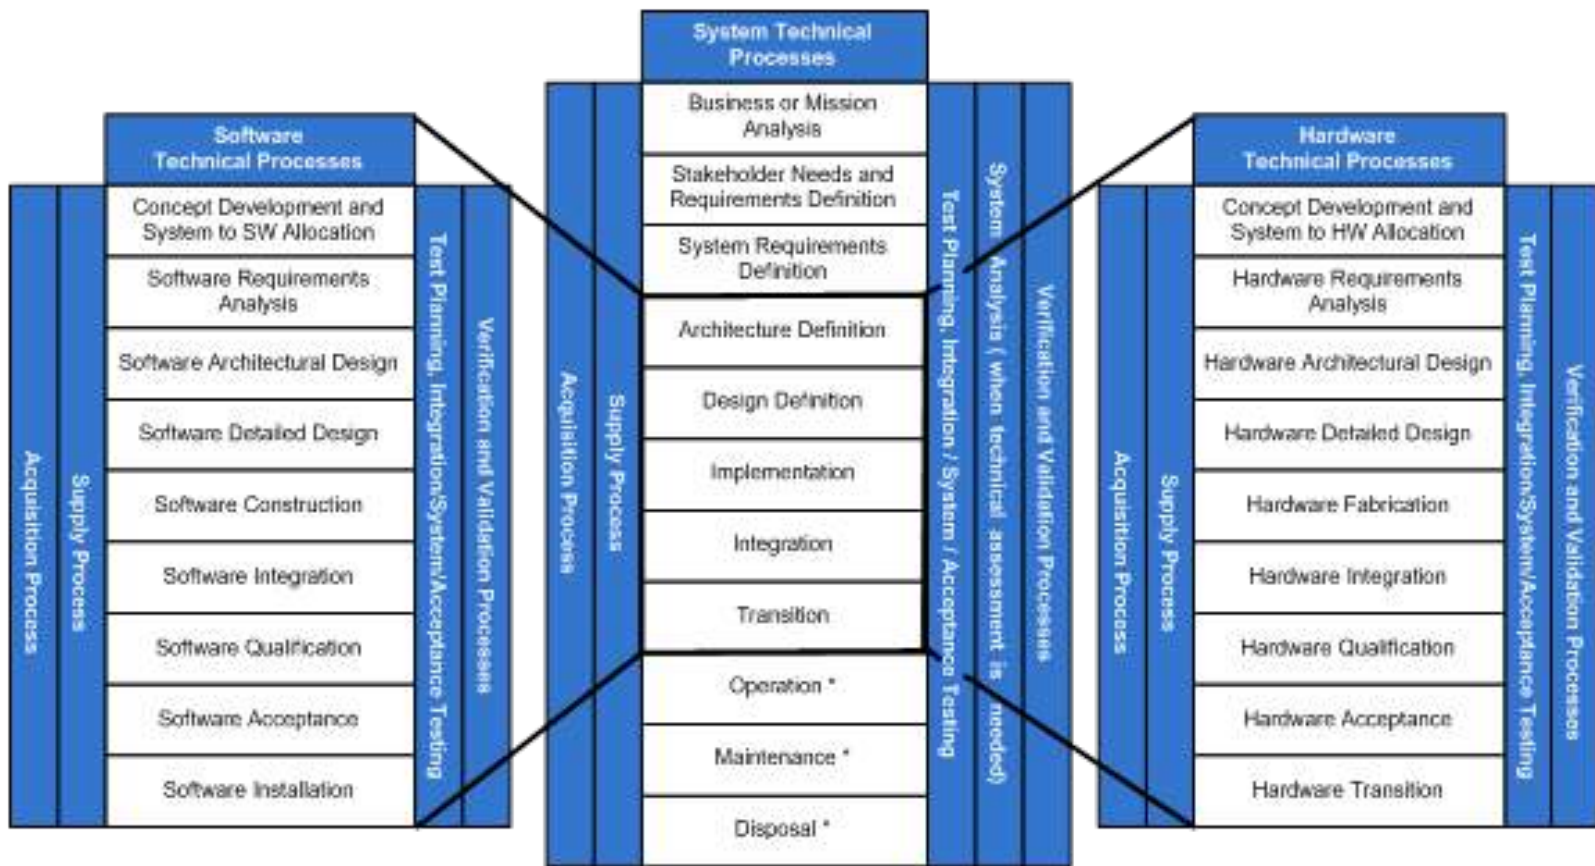 Software
Technical Processes
Acquisition Process
Supply Process
Concept Development and
System to SW Allocation
Software Requirements
Analysis
Software Architectural Design
Software Detailed Design
Software Construction
Software Integration
Software Qualification
Software Acceptance
Software Installation
Test Planning, Integration/System/Acceptance Testing
Verification and Validation Processes
System Technical
Processes
Acquisition Process
Supply Process
Business or Mission
Analysis
Stakeholder Needs and
Requirements Definition
System Requirements
Definition
Architecture Definition
Design Definition
Implementation
Integration
Transition
Operation *
Maintenance *
Disposal *
Test Planning, Integration / System / Acceptance Testing
System Analysis ( when technical assessment is needed)
Verification and Validation Processes
Hardware
Technical Processes
Acquisition Process
Supply Process
Concept Development and
System to HW Allocation
Hardware Requirements
Analysis
Hardware Architectural Design
Hardware Detailed Design
Hardware Fabrication
Hardware Integration
Hardware Qualification
Hardware Acceptance
Hardware Transition
Test Planning, Integration/System/Acceptance Testing
Verification and Validation Processes